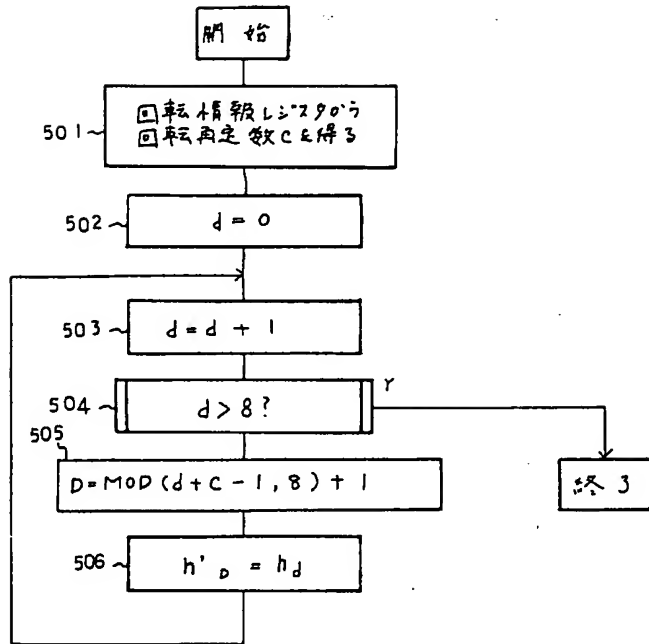 開始
501
回転情報レジスタから
回転再定数Cを得る
502
d = 0
503
d = d + 1
504
d > 8 ?
Y
505
D = MOD (d + C - 1, 8) + 1
終了
506
h'D = hd